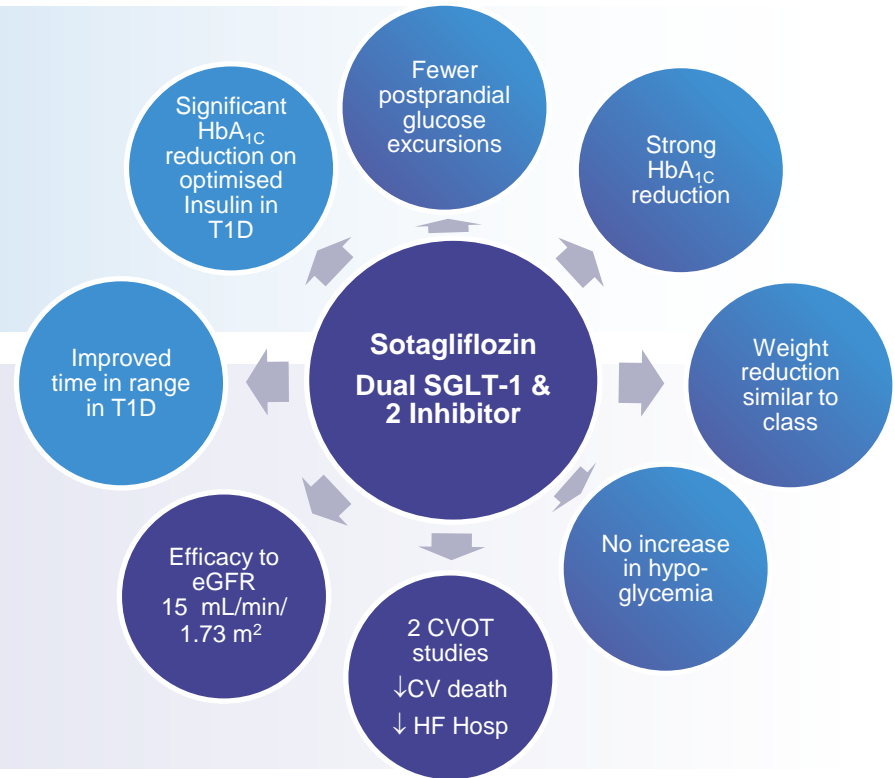 Fewer
postprandial
glucose
excursions
Strong
HbA₁C
reduction
Weight
reduction
similar to
class
No increase
in hypo-
glycemia
2 CVOT
studies
↓CV death
↓ HF Hosp
Efficacy to
eGFR
15 mL/min/
1.73 m²
Improved
time in range
in T1D
Significant
HbA₁C
reduction on
optimised
Insulin in
T1D
Sotagliflozin
Dual SGLT-1 &
2 Inhibitor